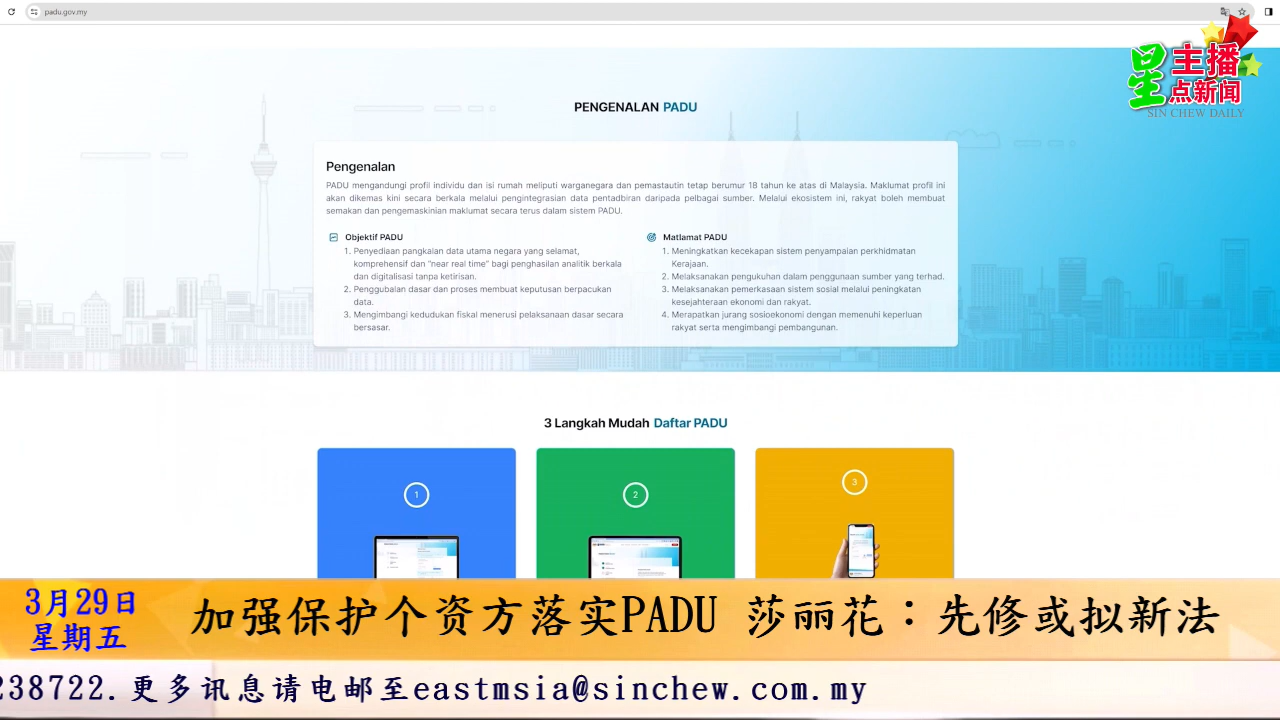 padu.gov.my
星主播
点新闻
SIN CHEW DAILY
PENGENALAN PADU
Pengenalan
PADU mengandungi profil individu dan isi rumah meliputi warganegara dan pemastautin tetap berumur 18 tahun ke atas di Malaysia. Maklumat profil ini
akan dikemas kini secara berkala melalui pengintegrasian data pentadbiran daripada pelbagai sumber. Melalui ekosistem ini, rakyat boleh membuat
semakan dan pengemaskinian maklumat secara terus dalam sistem PADU.
Objektif PADU
1. Penyediaan pangkalan data utama negara yang selamat,
komprehensif dan "near real time" bagi penghasilan analitik berkala
dan digitalisasi tanpa ketirisan.
2. Penggubalan dasar dan proses membuat keputusan berpacukan
data.
3. Mengimbangi kedudukan fiskal menerusi pelaksanaan dasar secara
bersasar.
Matlamat PADU
1. Meningkatkan kecekapan sistem penyampaian perkhidmatan
Kerajaan.
2. Melaksanakan pengukuhan dalam penggunaan sumber yang terhad.
3. Melaksanakan pemerkasaan sistem sosial melalui peningkatan
kesejahteraan ekonomi dan rakyat.
4. Merapatkan jurang sosioekonomi dengan memenuhi keperluan
rakyat serta mengimbangi pembangunan.
3 Langkah Mudah Daftar PADU
1
2
3
3月29日
星期五
加强保护个资方落实PADU 莎丽花：先修或拟新法
238722.更多讯息请电邮至eastmsia@sinchew.com.my